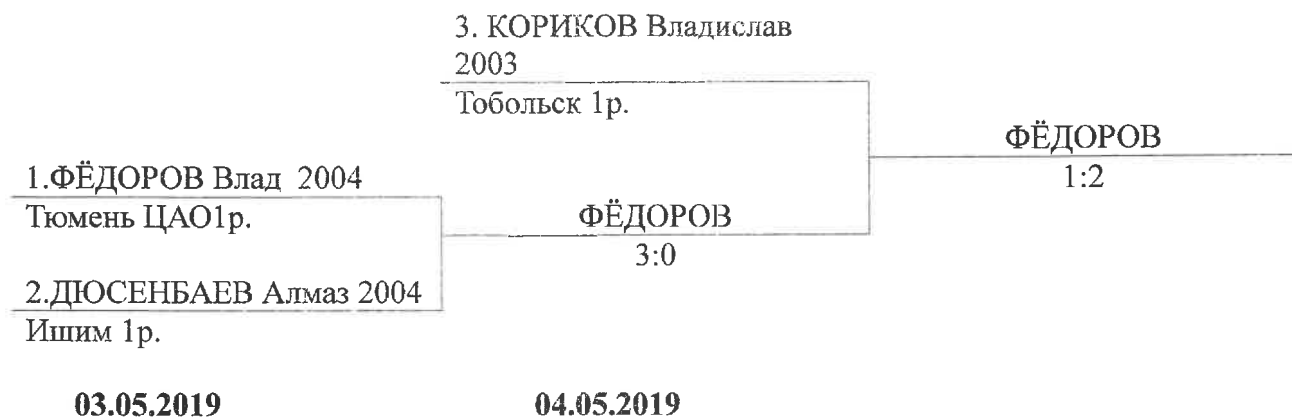 3. КОРИКОВ Владислав
2003
Тобольск 1р.
ФЁДОРОВ
1:2
1.ФЁДОРОВ Влад 2004
Тюмень ЦАО1р.
ФЁДОРОВ
3:0
2.ДЮСЕНБАЕВ Алмаз 2004
Ишим 1р.
03.05.2019 04.05.2019